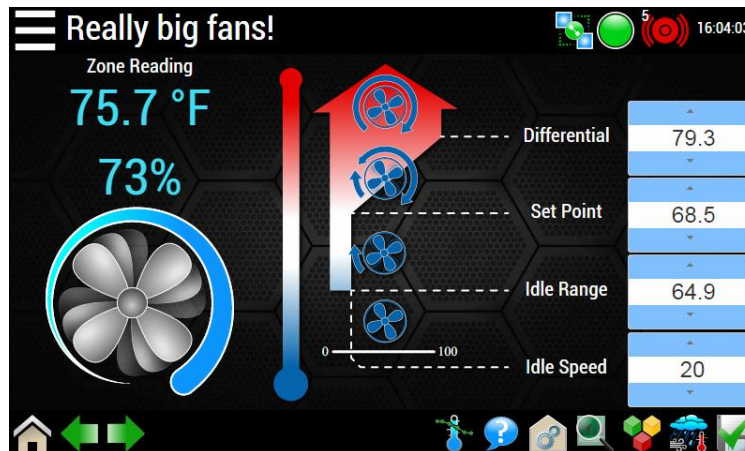 Really big fans!
5
16:04:03
Zone Reading
75.7 °F
73%
Differential
79.3
Set Point
68.5
Idle Range
64.9
0
100
Idle Speed
20
?